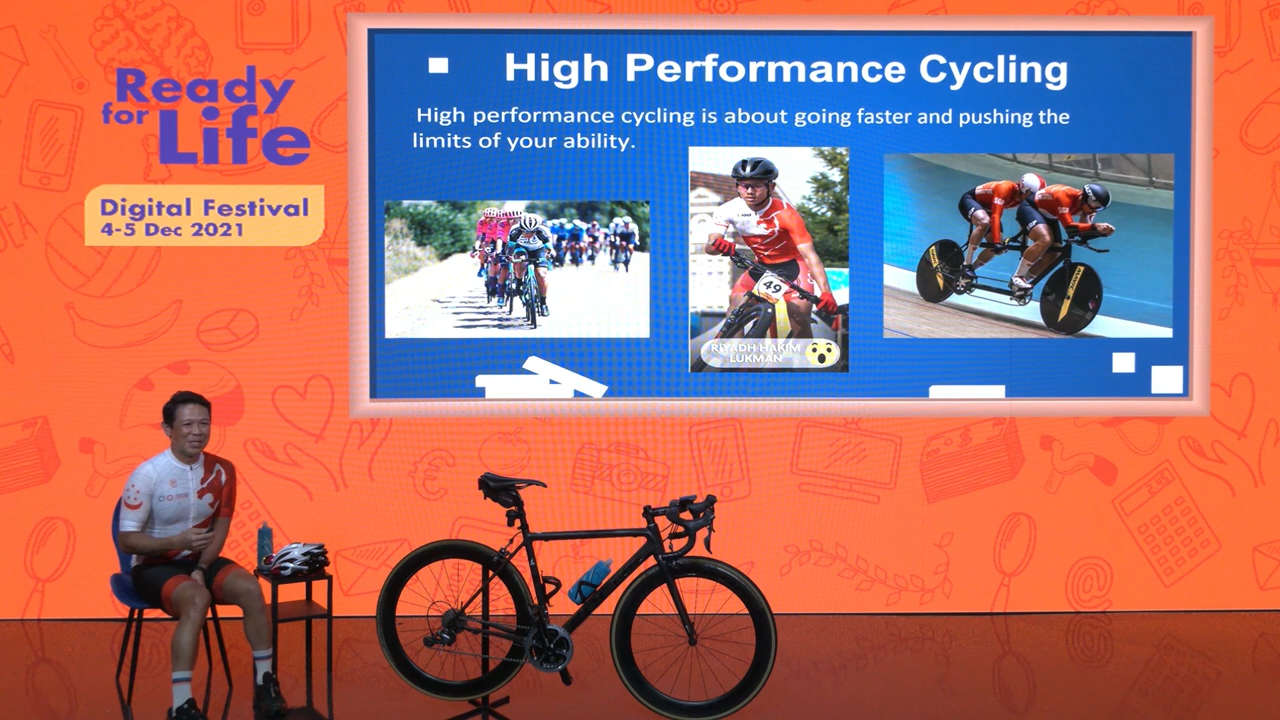 Ready
for
Life
Digital Festival
4-5 Dec 2021
High Performance Cycling
High performance cycling is about going faster and pushing the
limits of your ability.
49
RIYADH HAKIM
LUKMAN